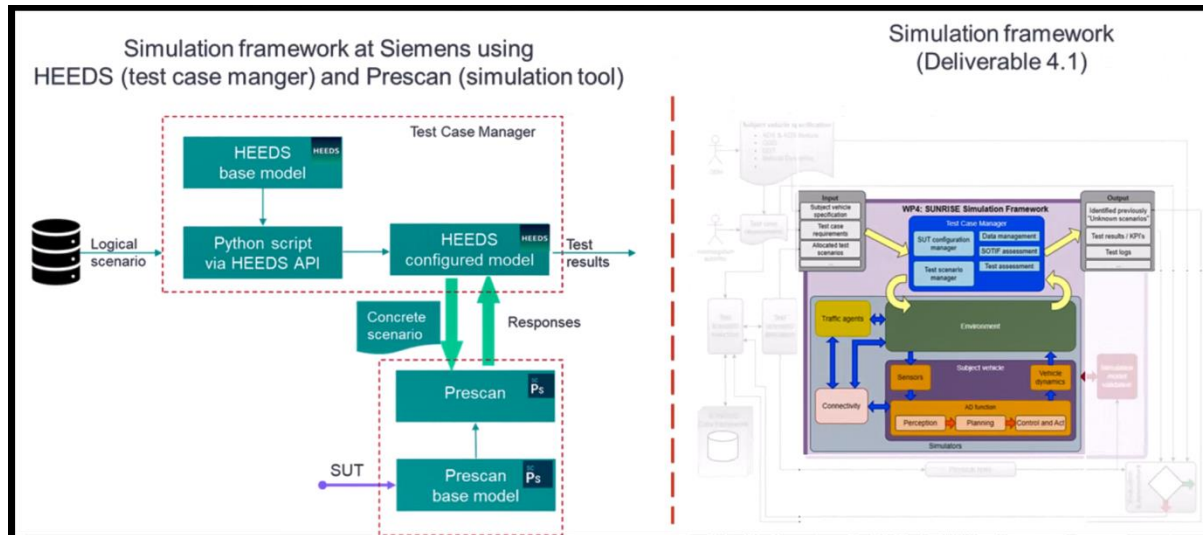 Simulation framework at Siemens using
HEEDS (test case manger) and Prescan (simulation tool)
Test Case Manager
HEEDS
base model
HEEDS
Logical
scenario
Python script
via HEEDS API
HEEDS
configured model
HEEDS
Test
results
Concrete
scenario
Responses
Prescan
SC
Ps
SUT
Prescan
base model
SC
Ps
Simulation framework
(Deliverable 4.1)
Subject vehicle specification
Input
Subject vehicle
specification
Test case
requirements
Allocated test
scenarios
...
WP4: SUNRISE Simulation Framework
Test Case Manager
SUT configuration
manager
Data management
SOTIF assessment
Test scenario
manager
Test assessment
Output
Identified previously
"Unknown scenarios"
Test results / KPI's
Test logs
...
Traffic agents
Environment
Subject vehicle
Sensors
Vehicle
dynamics
Connectivity
AD function
Perception
Planning
Control and Act
Simulators